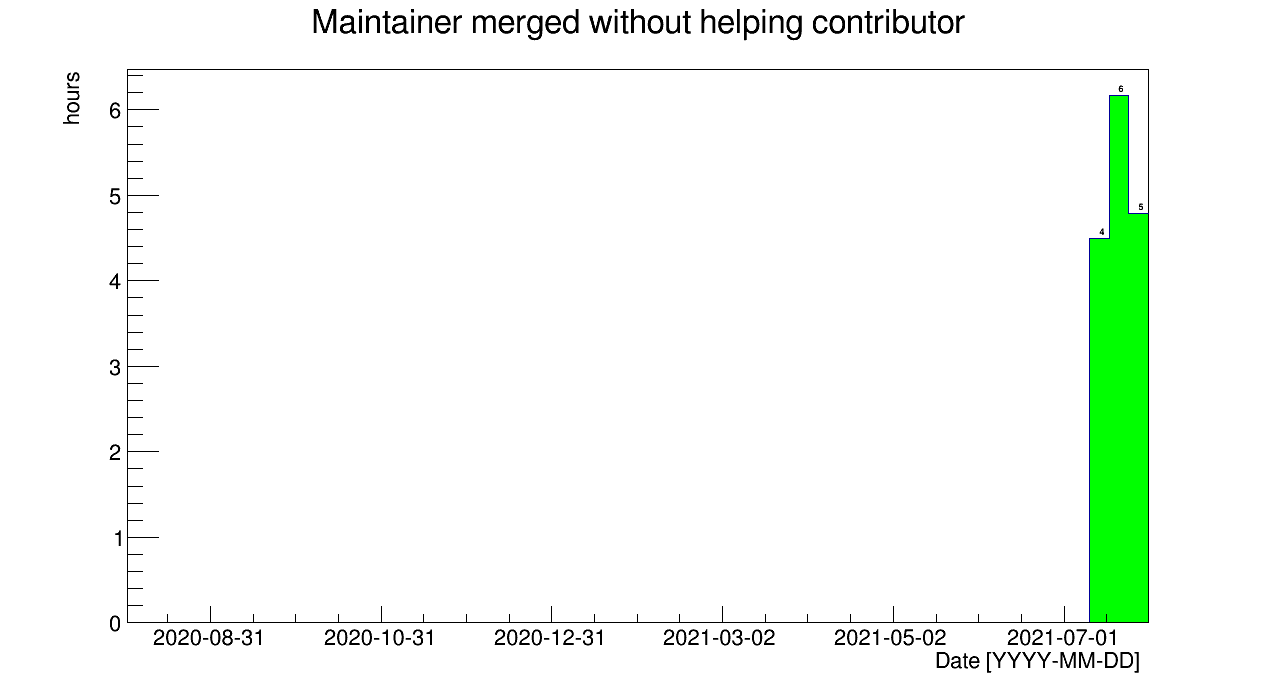 Maintainer merged without helping contributor
hours
6
5
4
3
2
1
0
4
6
5
2020-08-31 2020-10-31 2020-12-31 2021-03-02 2021-05-02 2021-07-01
Date [YYYY-MM-DD]